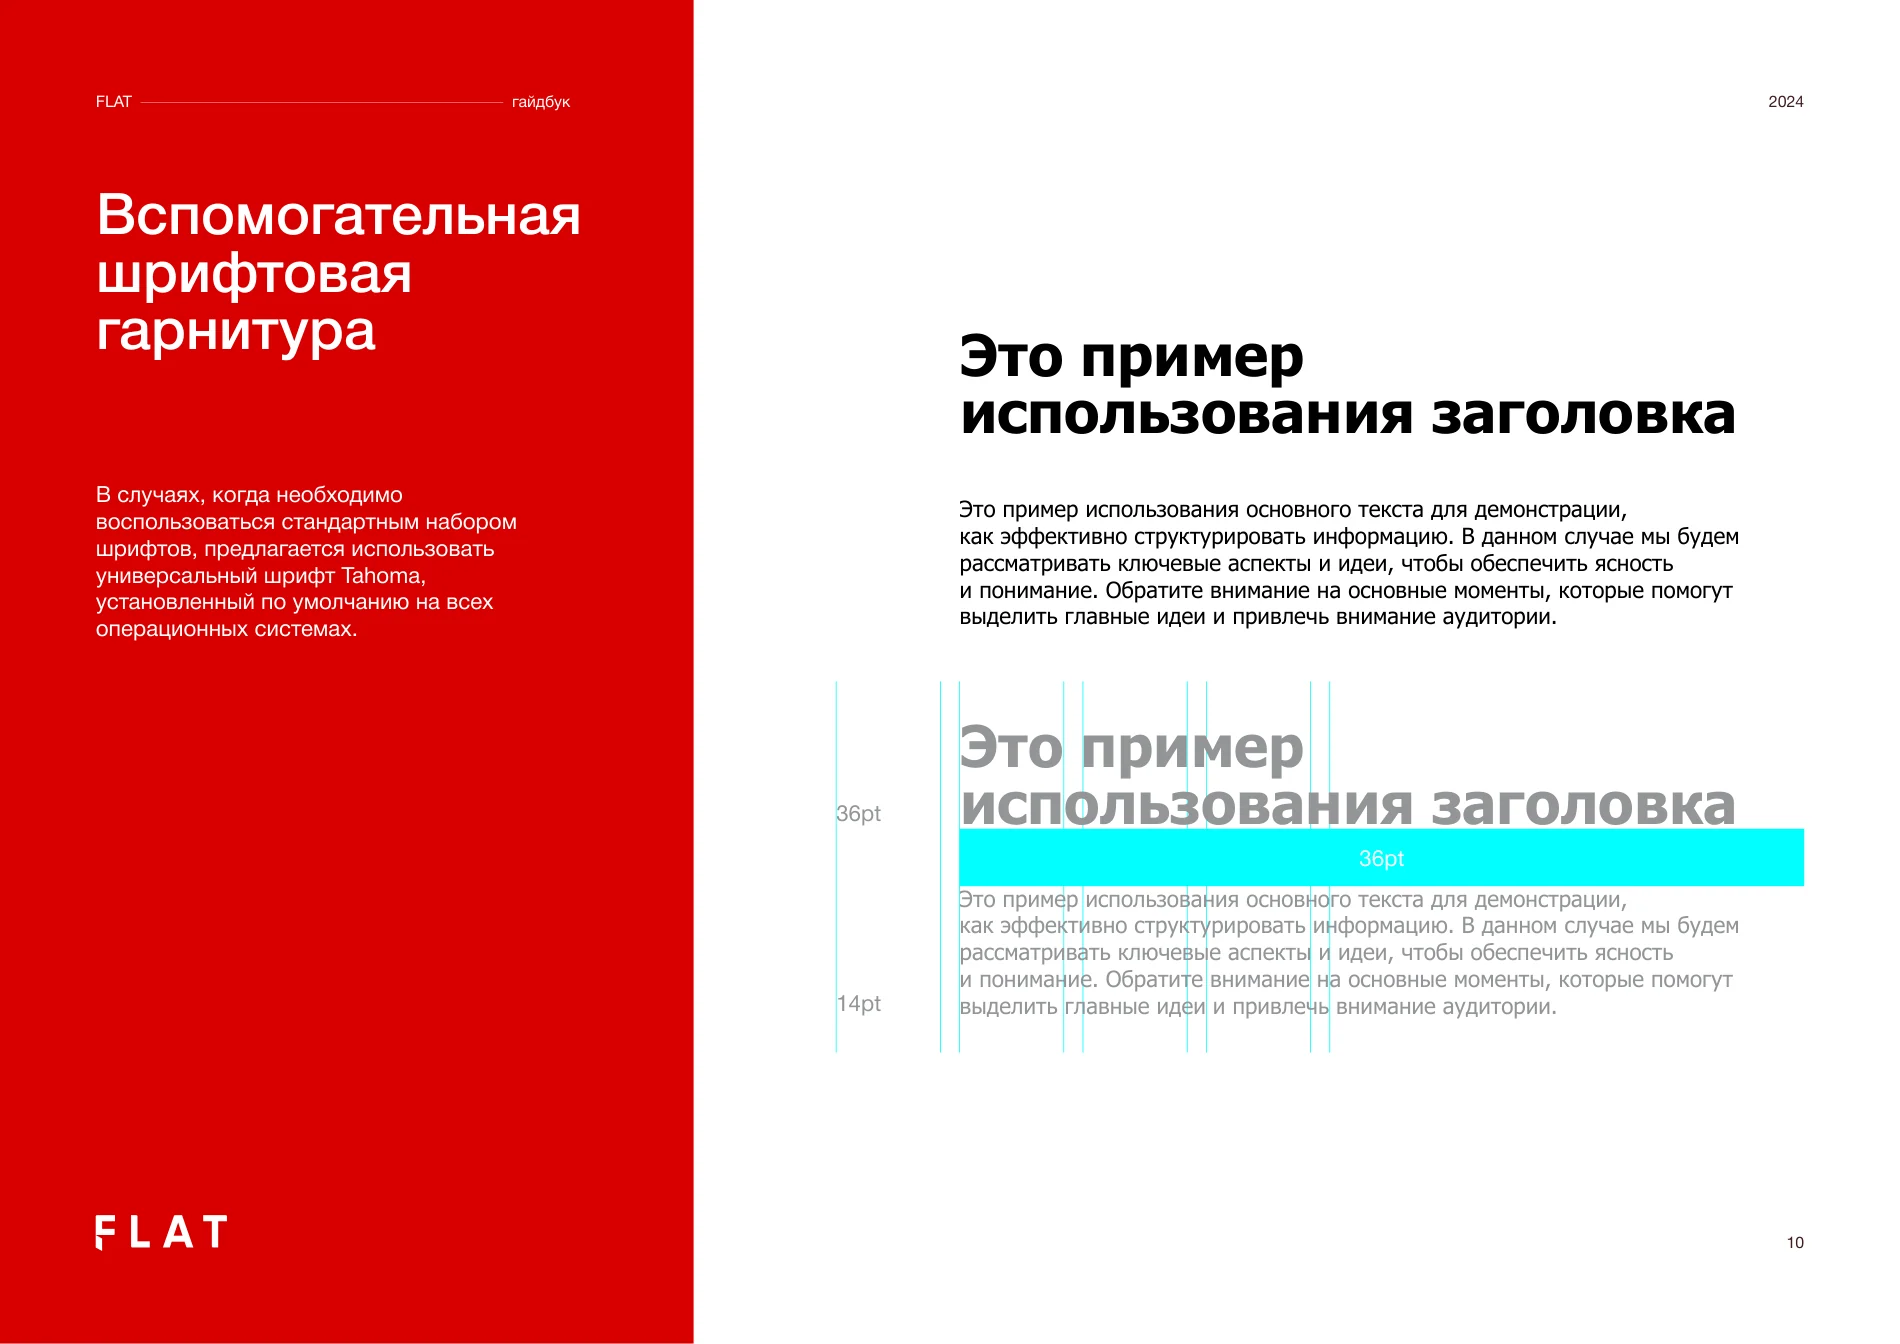 FLAT гайдбук
2024
Вспомогательная
шрифтовая
гарнитура
В случаях, когда необходимо
воспользоваться стандартным набором
шрифтов, предлагается использовать
универсальный шрифт Tahoma,
установленный по умолчанию на всех
операционных системах.
Это пример
использования заголовка
Это пример использования основного текста для демонстрации,
как эффективно структурировать информацию. В данном случае мы будем
рассматривать ключевые аспекты и идеи, чтобы обеспечить ясность
и понимание. Обратите внимание на основные моменты, которые помогут
выделить главные идеи и привлечь внимание аудитории.
Это пример
использования заголовка
36pt
36pt
Это пример использования основного текста для демонстрации,
как эффективно структурировать информацию. В данном случае мы будем
рассматривать ключевые аспекты и идеи, чтобы обеспечить ясность
и понимание. Обратите внимание на основные моменты, которые помогут
выделить главные идеи и привлечь внимание аудитории.
14pt
FLAT
10